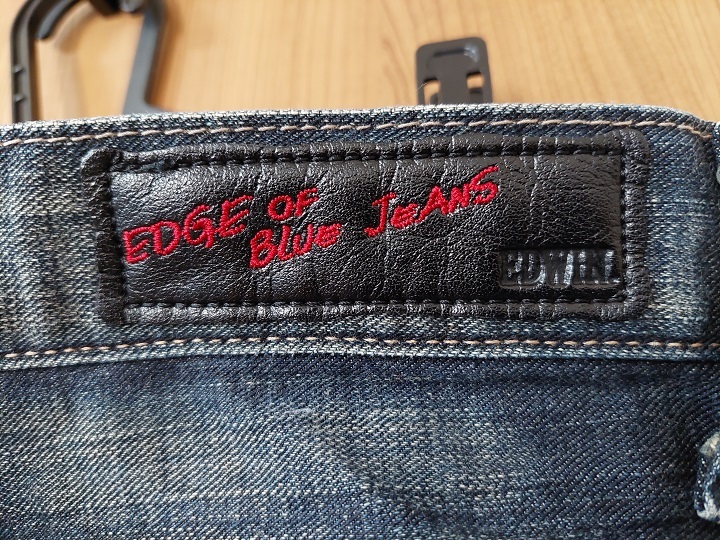 EDGE OF
BLUE JEANS
EDWIN